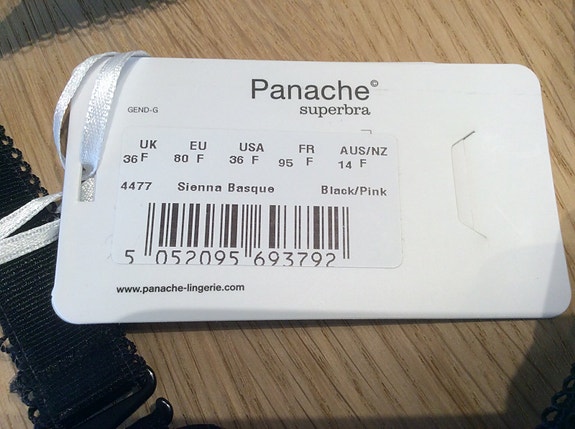 Panache©
superbra
GEND-G
UK EU USA FR AUS/NZ
36 F 80 F 36 F 95 F 14 F
4477 Sienna Basque Black/Pink
5 052095 693792
www.panache-lingerie.com